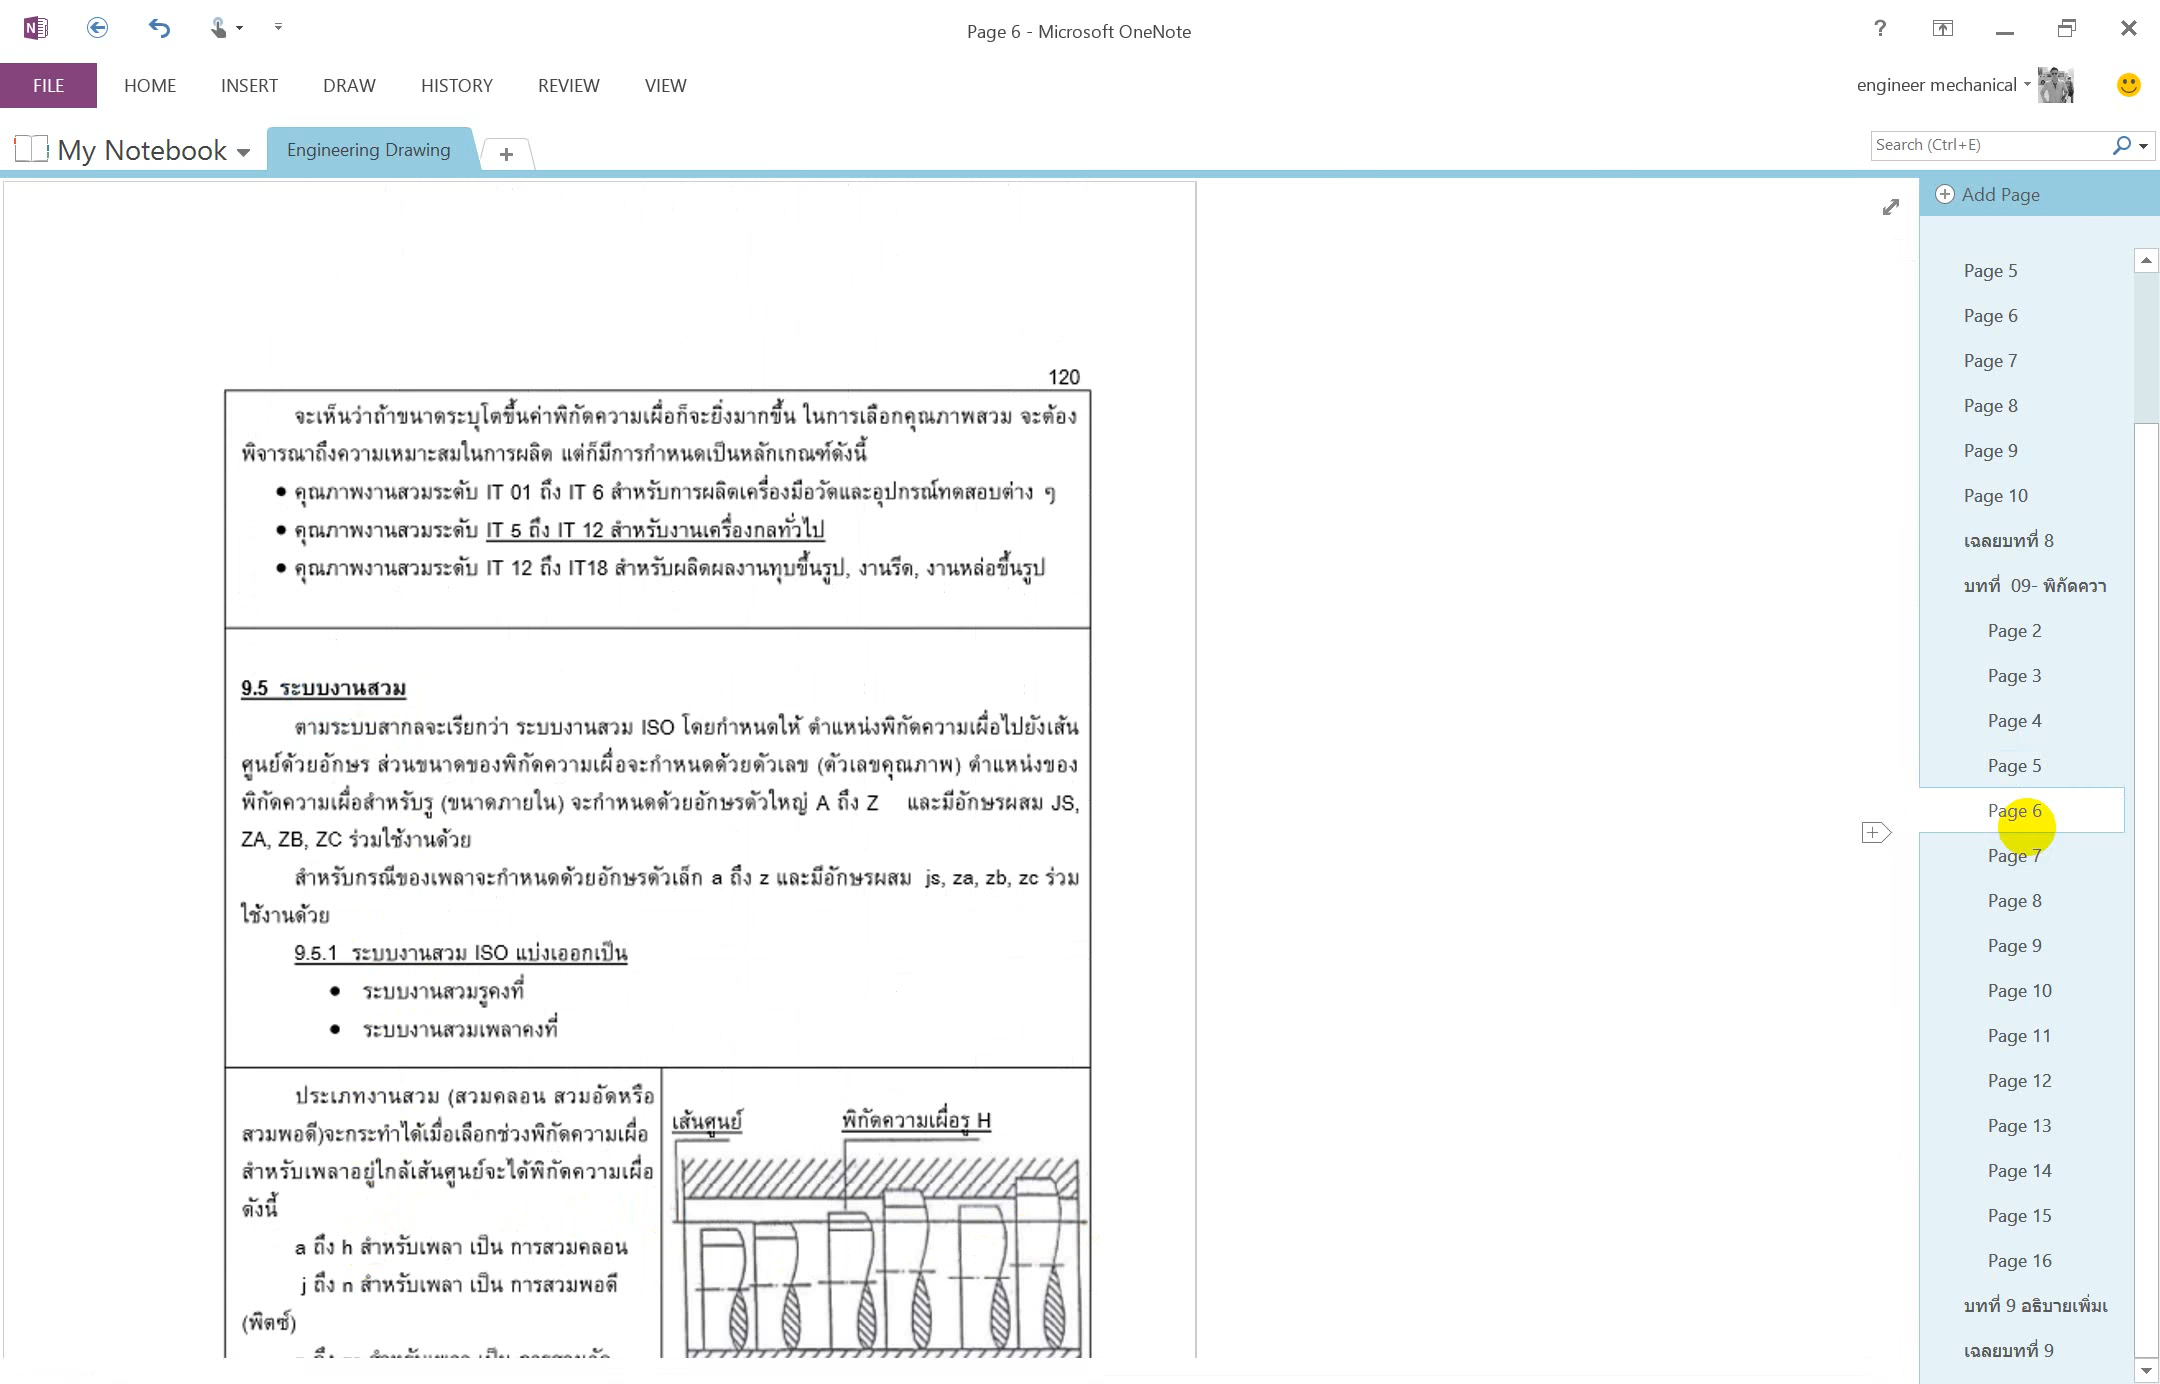 Page 6 - Microsoft OneNote
FILE HOME INSERT DRAW HISTORY REVIEW VIEW
engineer mechanical
My Notebook
Engineering Drawing
Search (Ctrl+E)
120
จะเห็นว่าถ้าขนาดระบุโตขึ้นค่าพิกัดความเผื่อก็จะยิ่งมากขึ้น ในการเลือกคุณภาพสวม จะต้อง
พิจารณาถึงความเหมาะสมในการผลิต แต่ก็มีการกำหนดเป็นหลักเกณฑ์ดังนี้
● คุณภาพงานสวมระดับ IT 01 ถึง IT 6 สำหรับการผลิตเครื่องมือวัดและอุปกรณ์ทดสอบต่าง ๆ
● คุณภาพงานสวมระดับ IT 5 ถึง IT 12 สำหรับงานเครื่องกลทั่วไป
● คุณภาพงานสวมระดับ IT 12 ถึง IT18 สำหรับผลิตผลงานทุบขึ้นรูป, งานรีด, งานหล่อขึ้นรูป
9.5 ระบบงานสวม
ตามระบบสากลจะเรียกว่า ระบบงานสวม ISO โดยกำหนดให้ ตำแหน่งพิกัดความเผื่อไปยังเส้น
ศูนย์ด้วยอักษร ส่วนขนาดของพิกัดความเผื่อจะกำหนดด้วยตัวเลข (ตัวเลขคุณภาพ) ตำแหน่งของ
พิกัดความเผื่อสำหรับรู (ขนาดภายใน) จะกำหนดด้วยอักษรตัวใหญ่ A ถึง Z และมีอักษรผสม JS,
ZA, ZB, ZC ร่วมใช้งานด้วย
สำหรับกรณีของเพลาจะกำหนดด้วยอักษรตัวเล็ก a ถึง z และมีอักษรผสม js, za, zb, zc ร่วม
ใช้งานด้วย
9.5.1 ระบบงานสวม ISO แบ่งเออกเป็น
● ระบบงานสวมรูคงที่
● ระบบงานสวมเพลาคงที่
ประเภทงานสวม (สวมคลอน สวมอัดหรือ
สวมพอดี)จะกระทำได้เมื่อเลือกช่วงพิกัดความเผื่อ
สำหรับเพลาอยู่ใกล้เส้นศูนย์จะได้พิกัดความเผื่อ
ดังนี้
a ถึง h สำหรับเพลา เป็น การสวมคลอน
j ถึง n สำหรับเพลา เป็น การสวมพอดี
(พิตช์)
เส้นศูนย์
พิกัดความเผื่อรู H
Add Page
Page 5
Page 6
Page 7
Page 8
Page 9
Page 10
เฉลยบทที่ 8
บทที่ 09- พิกัดควา
Page 2
Page 3
Page 4
Page 5
Page 6
Page 7
Page 8
Page 9
Page 10
Page 11
Page 12
Page 13
Page 14
Page 15
Page 16
บทที่ 9 อธิบายเพิ่มเ
เฉลยบทที่ 9